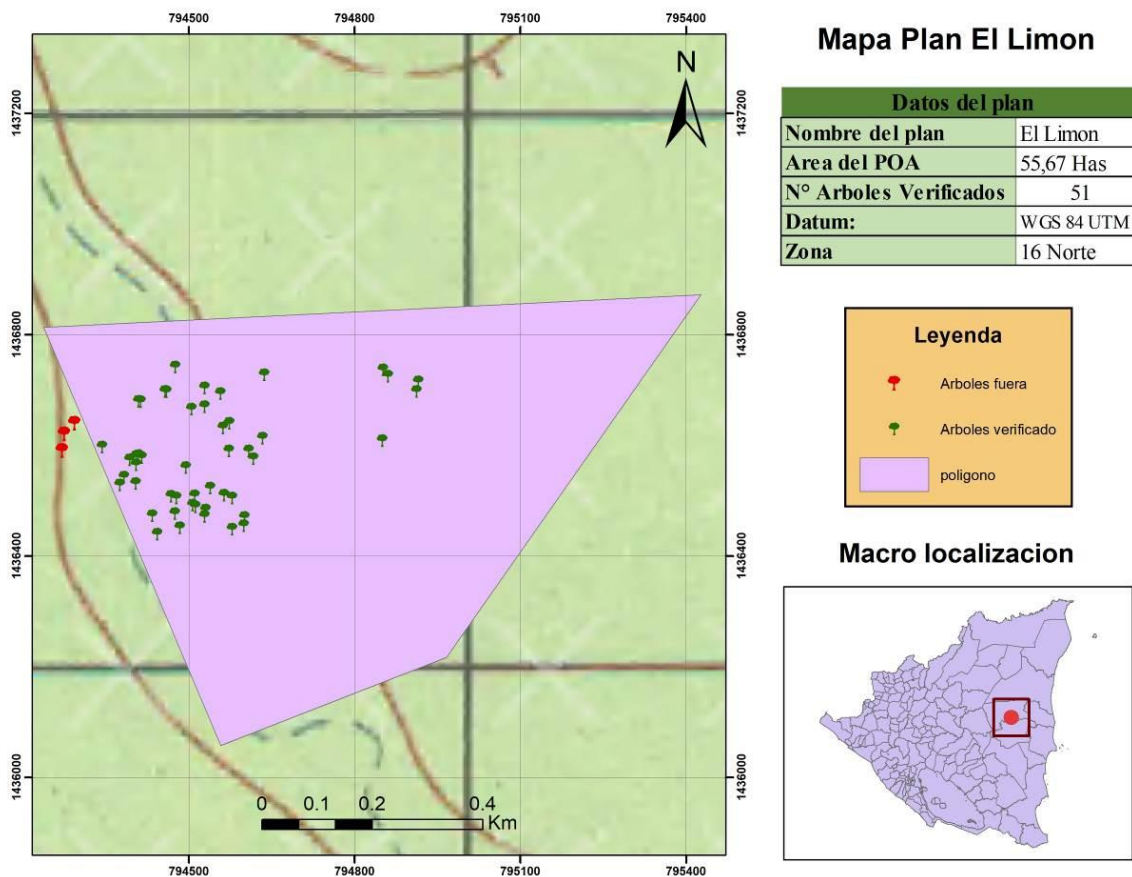 794500 794800 795100 795400
1437200 1437200
1436800 1436800
1436400 1436400
1436000 1436000
794500 794800 795100 795400
N
0 0.1 0.2 0.4
Km
Mapa Plan El Limon
Datos del plan
Nombre del plan El Limon
Area del POA 55,67 Has
N° Arboles Verificados 51
Datum: WGS 84 UTM
Zona 16 Norte
Leyenda
Arboles fuera
Arboles verificado
poligono
Macro localizacion